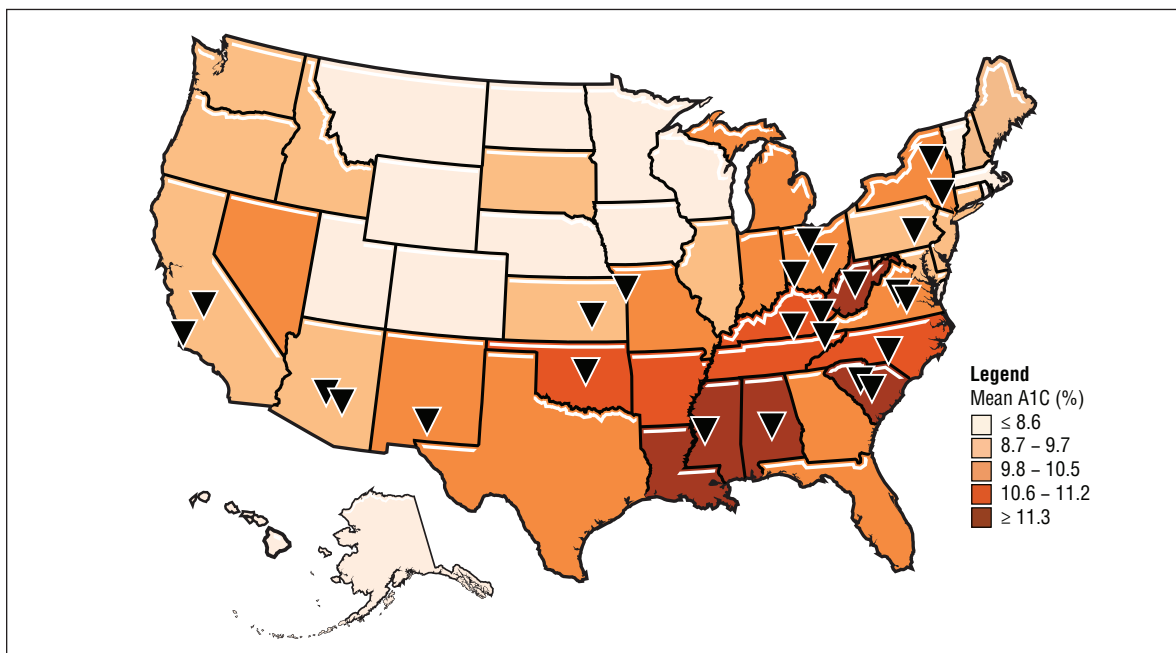 Legend
Mean A1C (%)
≤ 8.6
8.7 – 9.7
9.8 – 10.5
10.6 – 11.2
≥ 11.3